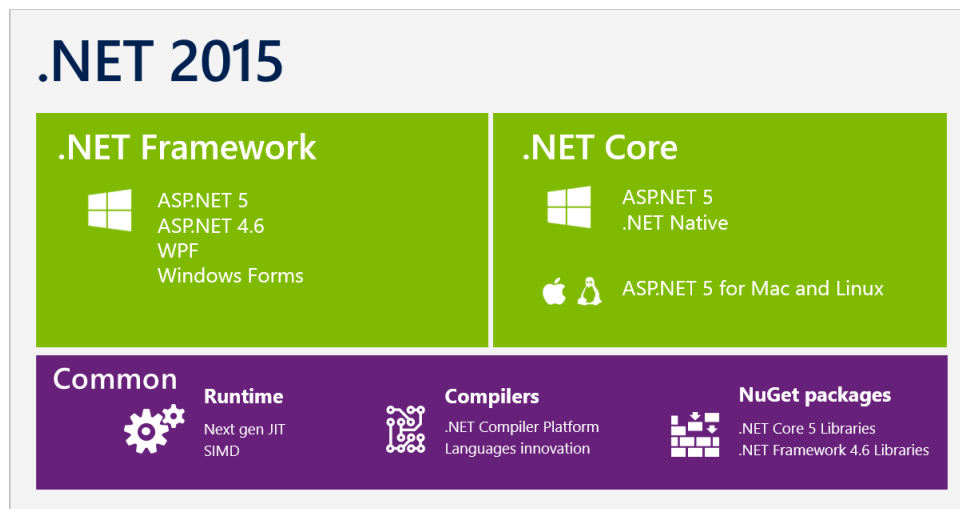 .NET 2015
.NET Framework
ASP.NET 5
ASP.NET 4.6
WPF
Windows Forms
.NET Core
ASP.NET 5
.NET Native
ASP.NET 5 for Mac and Linux
Common
Runtime
Next gen JIT
SIMD
Compilers
.NET Compiler Platform
Languages innovation
NuGet packages
.NET Core 5 Libraries
.NET Framework 4.6 Libraries